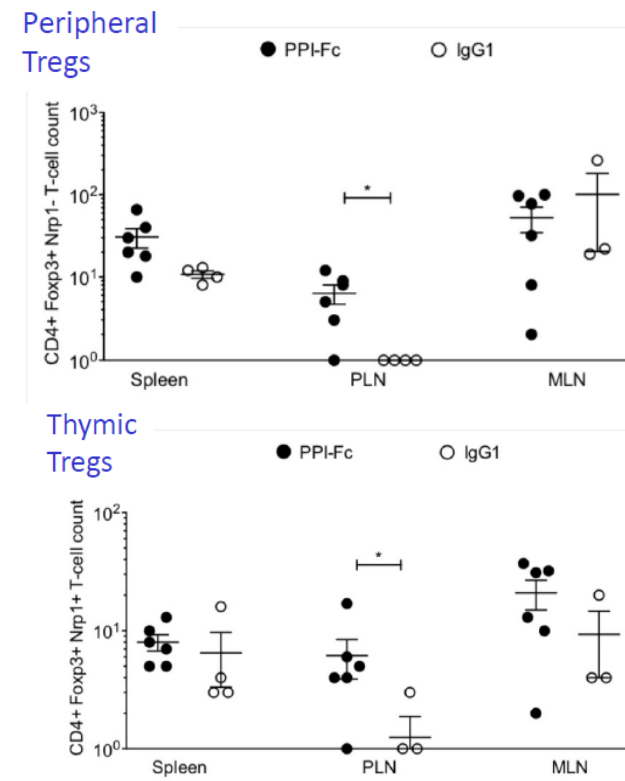 Peripheral
Tregs
PPI-Fc
IgG1
CD4+ Foxp3+ Nrp1- T-cell count
10³
10²
10¹
10⁰
*
Spleen
PLN
MLN
Thymic
Tregs
PPI-Fc
IgG1
CD4+ Foxp3+ Nrp1+ T-cell count
10²
10¹
10⁰
*
Spleen
PLN
MLN